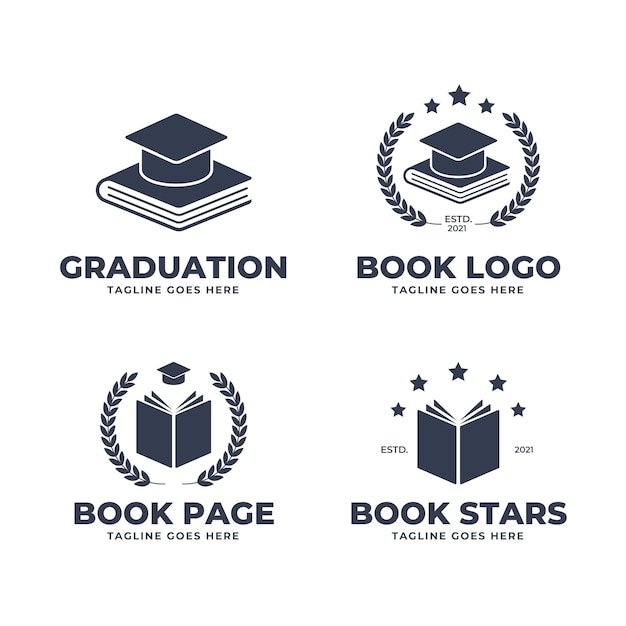 GRADUATION
TAGLINE GOES HERE
ESTD.
2021
BOOK LOGO
TAGLINE GOES HERE
BOOK PAGE
TAGLINE GOES HERE
ESTD. 2021
BOOK STARS
TAGLINE GOES HERE